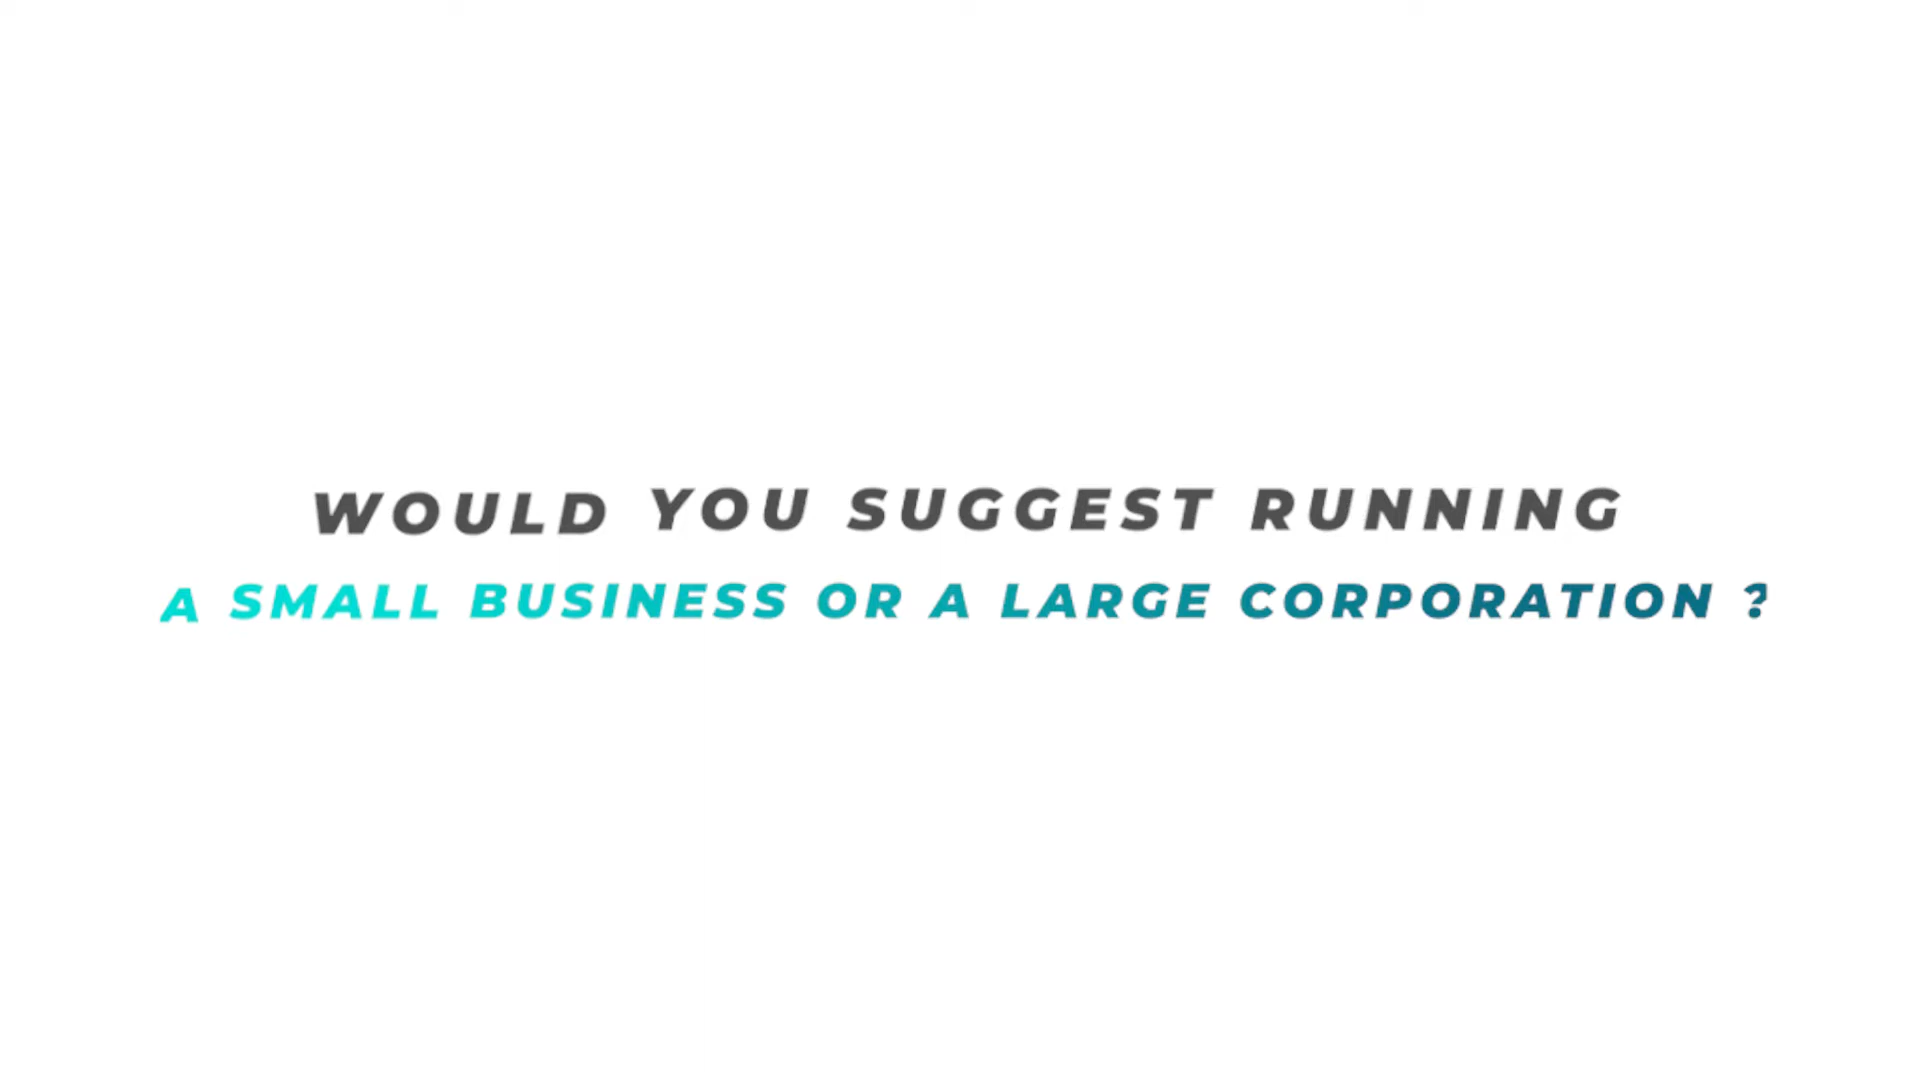 WOULD YOU SUGGEST RUNNING
A SMALL BUSINESS OR A LARGE CORPORATION ?